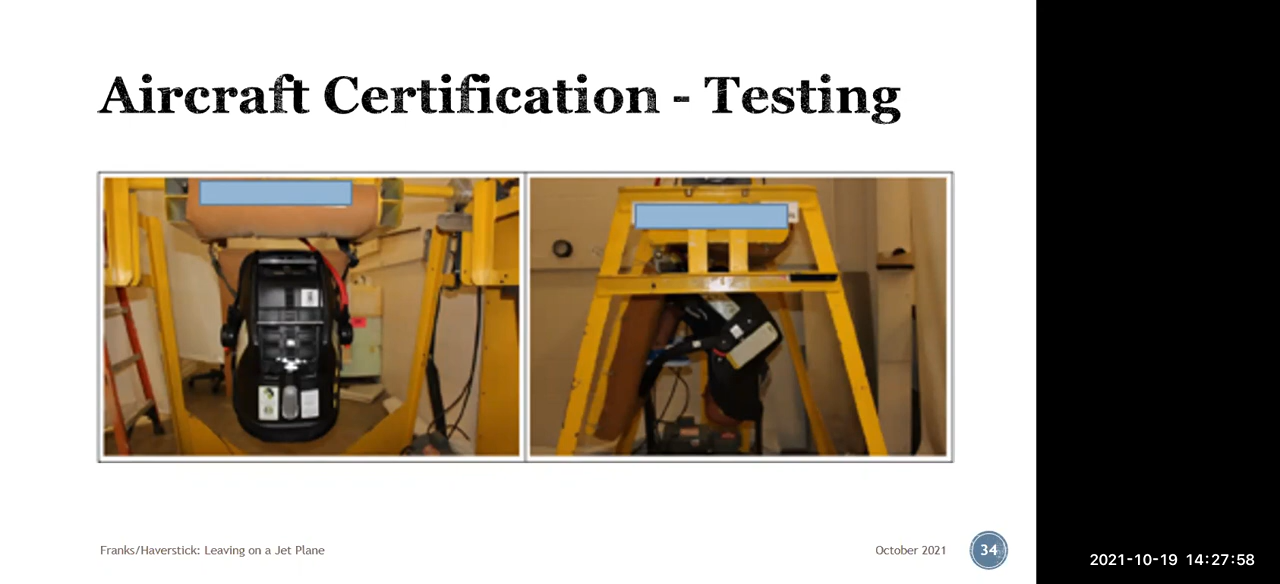 Aircraft Certification - Testing
Franks/Haverstick: Leaving on a Jet Plane
October 2021
34
2021-10-19 14:27:58